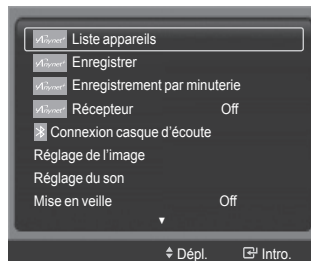 Anynet+ Liste appareils
Anynet+ Enregistrer
Anynet+ Enregistrement par minuterie
Anynet+ Récepteur Off
Connexion casque d'écoute
Réglage de l'image
Réglage du son
Mise en veille Off
Dépl. Intro.